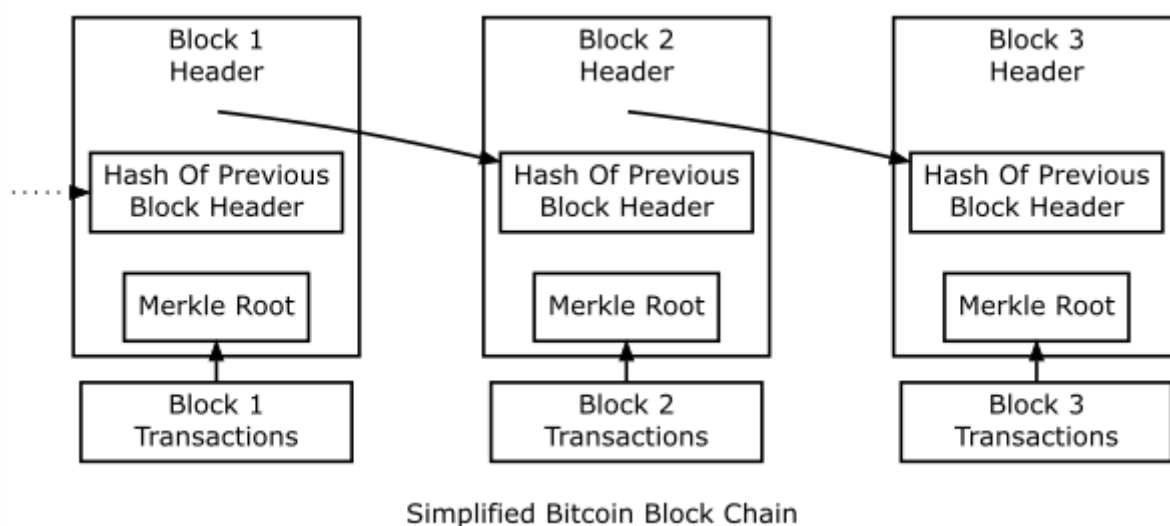 Block 1
Header
Block 2
Header
Block 3
Header
Hash Of Previous
Block Header
Hash Of Previous
Block Header
Hash Of Previous
Block Header
Merkle Root
Merkle Root
Merkle Root
Block 1
Transactions
Block 2
Transactions
Block 3
Transactions
Simplified Bitcoin Block Chain